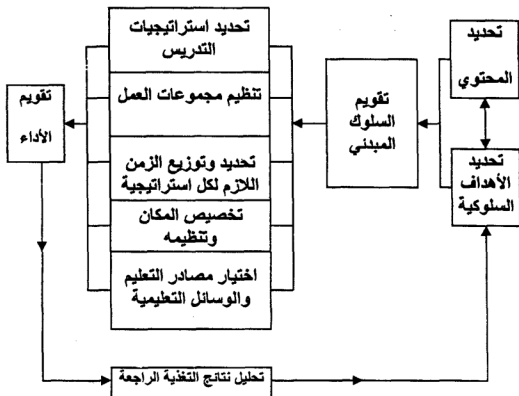 تحديد
المحتوي
تحديد
الأهداف
السلوكية
تقويم
السلوك
المبدئي
تحديد استراتيجيات
التدريس
تنظيم مجموعات العمل
تحديد وتوزيع الزمن
اللازم لكل استراتيجية
تخصيص المكان
وتنظيمه
اختيار مصادر التعليم
والوسائل التعليمية
تقويم
الأداء
تحليل نتائج التغذية الراجعة